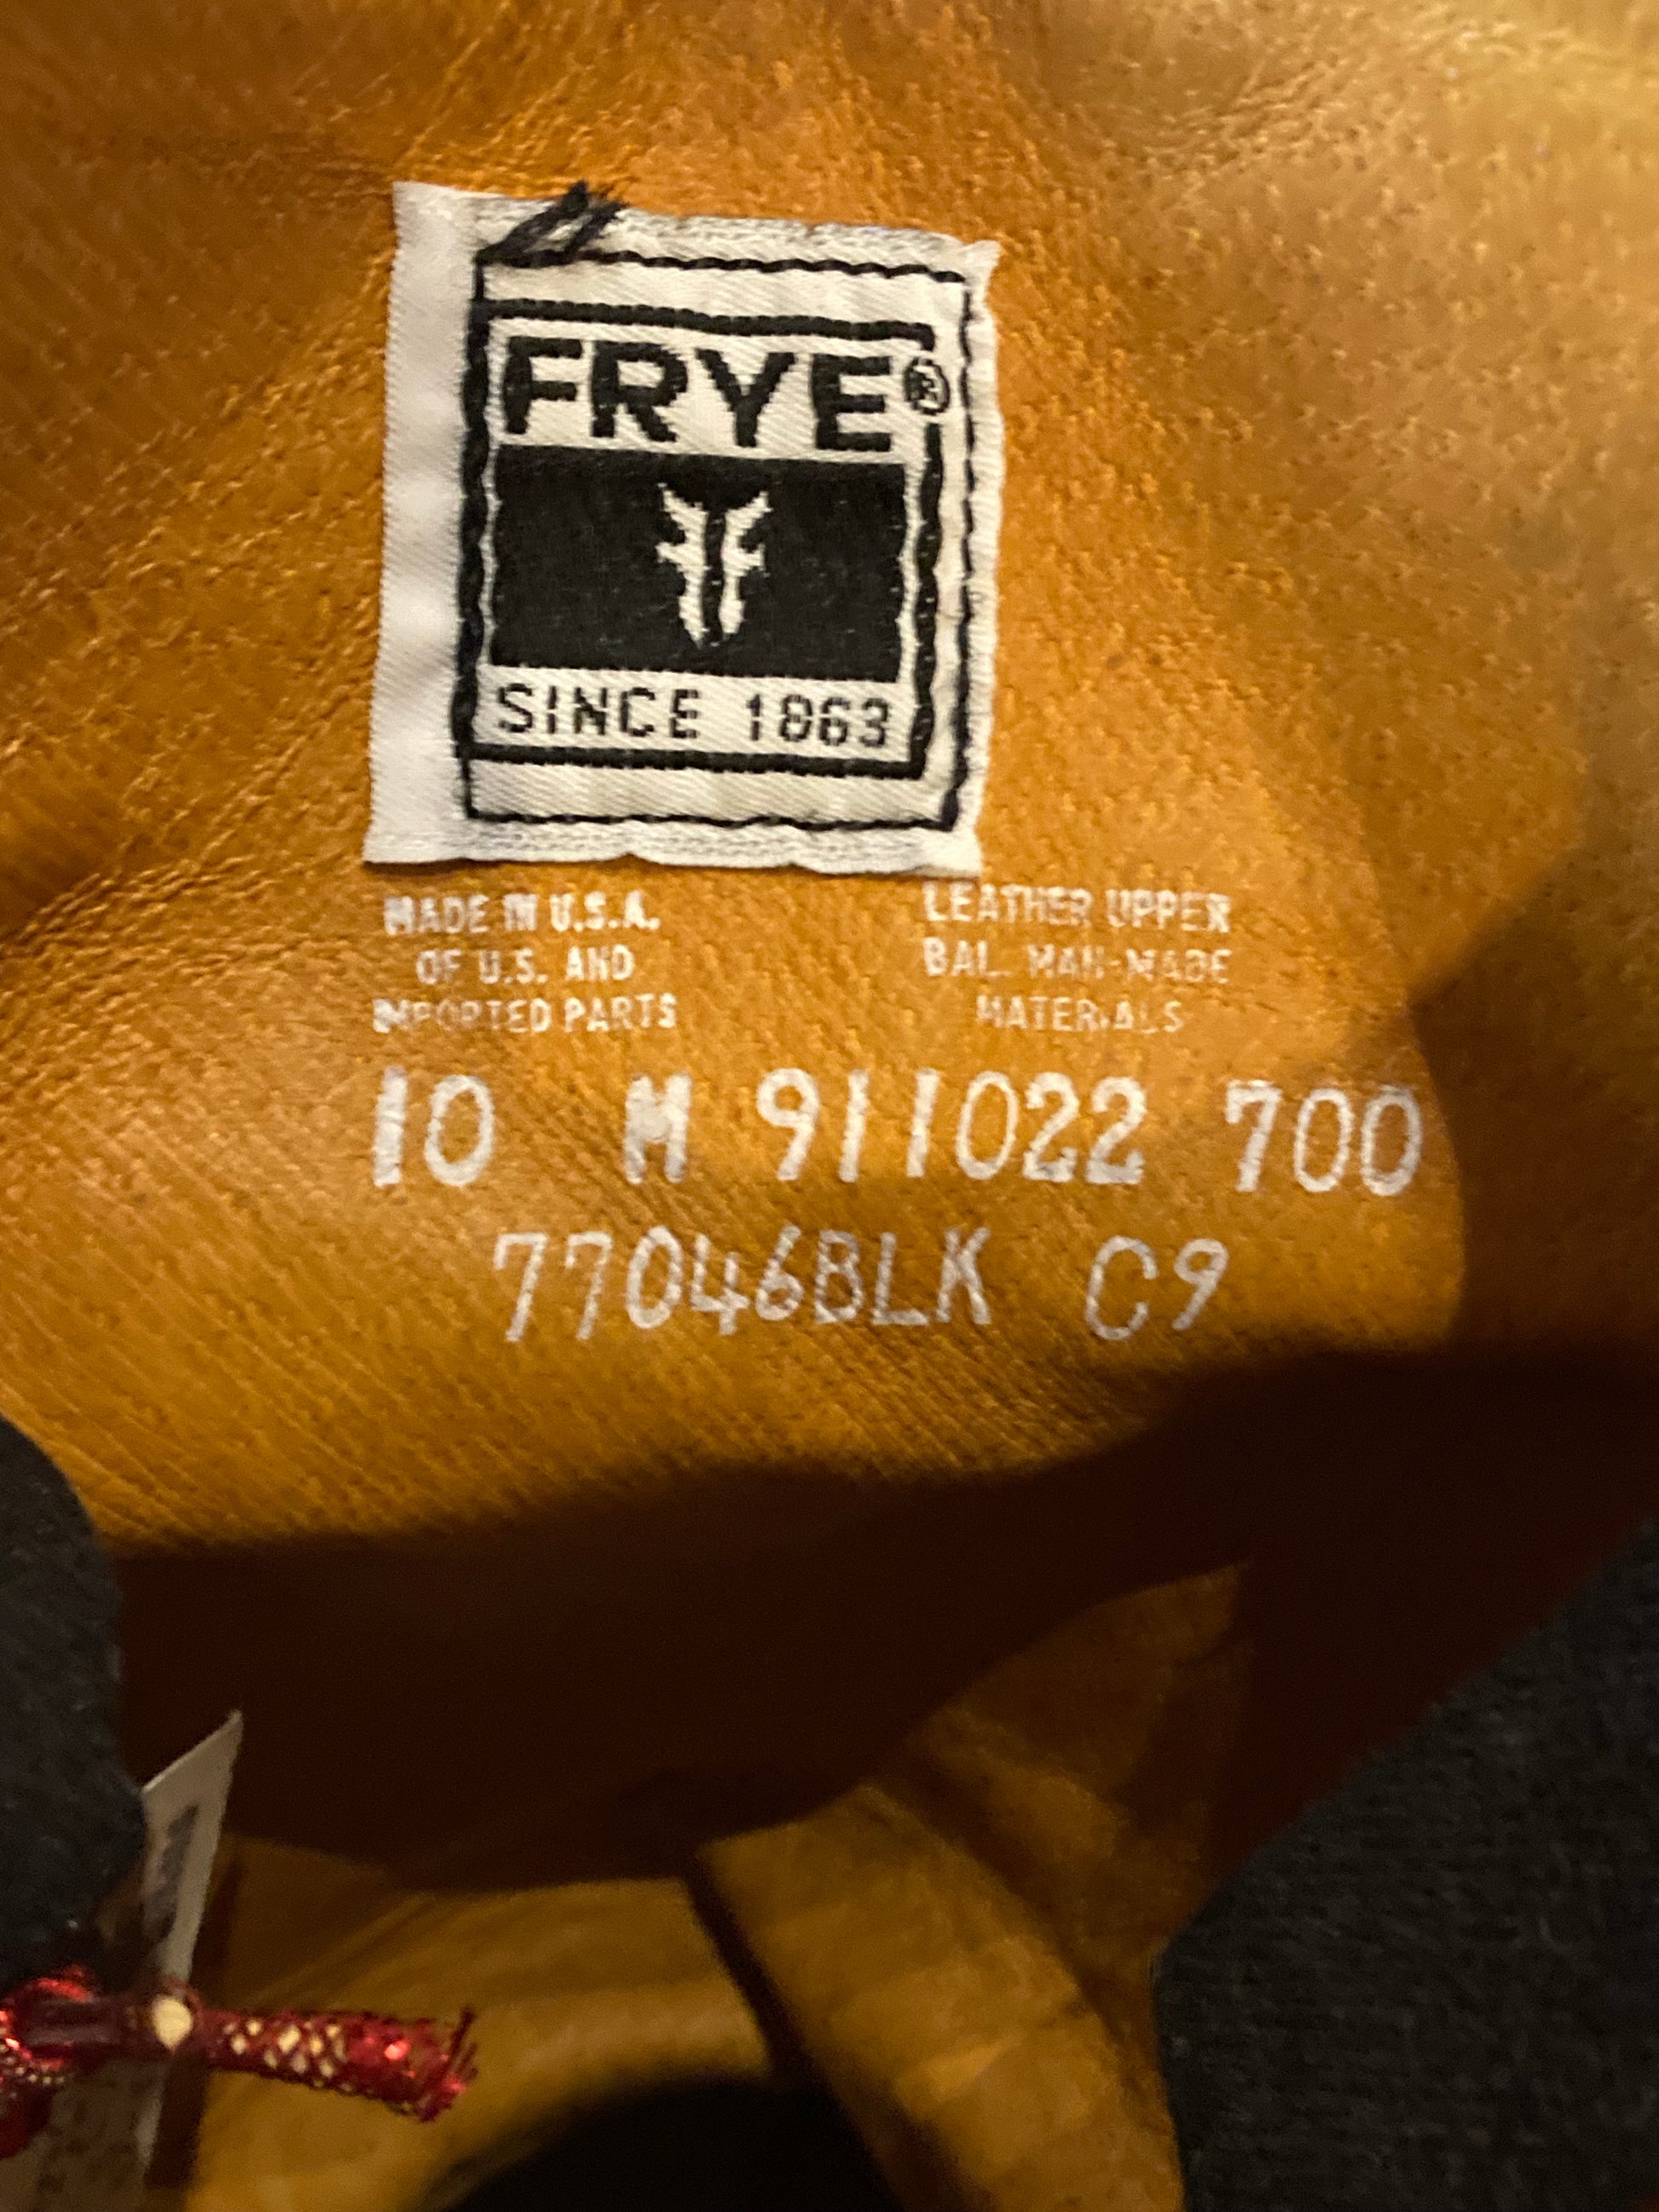 FRYE®
SINCE 1863
MADE IN U.S.A.
OF U.S. AND
IMPORTED PARTS
LEATHER UPPER
BAL. MAN-MADE
MATERIALS
10 M 911022 700
77046BLK C9